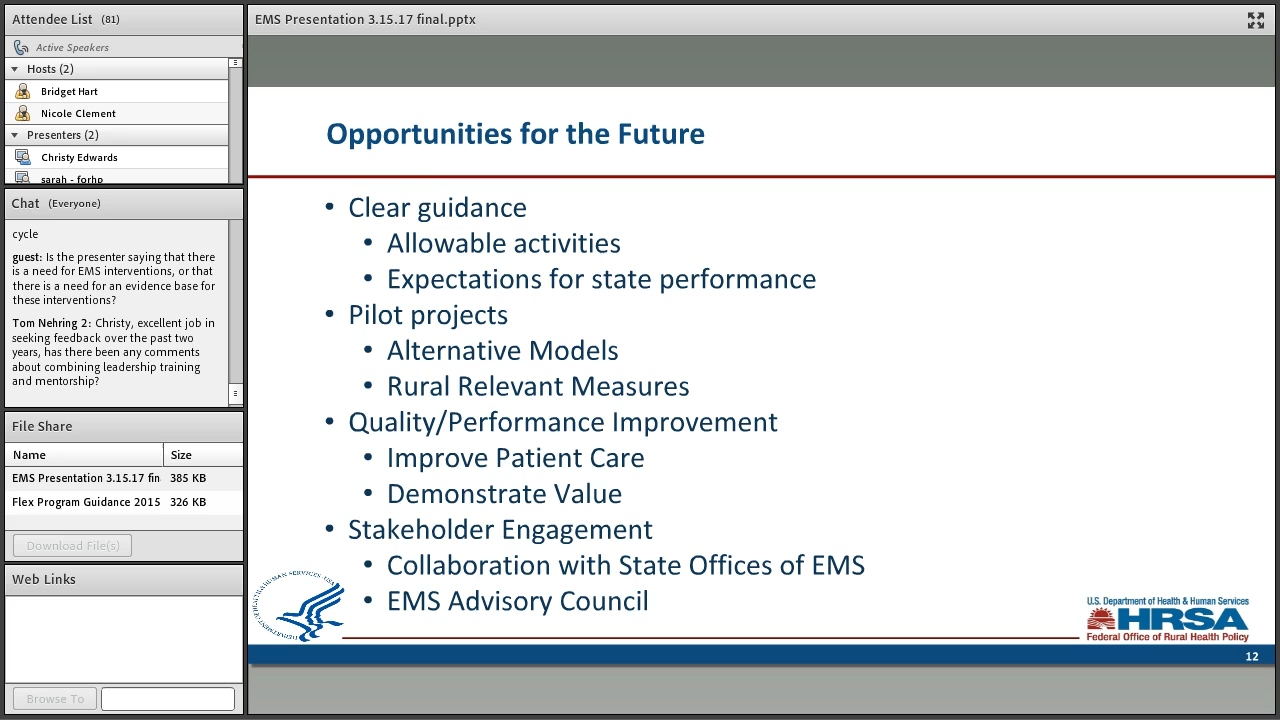 Attendee List (81)
Active Speakers
Hosts (2)
Bridget Hart
Nicole Clement
Presenters (2)
Christy Edwards
sarah - forhp
Chat (Everyone)
cycle
guest: Is the presenter saying that there
is a need for EMS interventions, or that
there is a need for an evidence base for
these interventions?
Tom Nehring 2: Christy, excellent job in
seeking feedback over the past two
years, has there been any comments
about combining leadership training
and mentorship?
File Share
Name Size
EMS Presentation 3.15.17 fin 385 KB
Flex Program Guidance 2015 326 KB
Download File(s)
Web Links
Browse To
EMS Presentation 3.15.17 final.pptx
Opportunities for the Future
• Clear guidance
• Allowable activities
• Expectations for state performance
• Pilot projects
• Alternative Models
• Rural Relevant Measures
• Quality/Performance Improvement
• Improve Patient Care
• Demonstrate Value
• Stakeholder Engagement
• Collaboration with State Offices of EMS
• EMS Advisory Council
U.S. Department of Health & Human Services
HRSA
Federal Office of Rural Health Policy
12